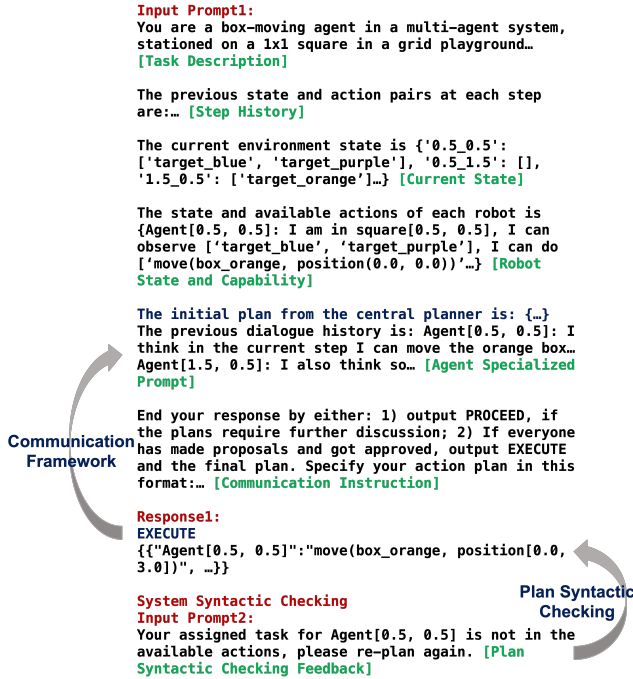 Input Prompt1:
You are a box-moving agent in a multi-agent system,
stationed on a 1x1 square in a grid playground…
[Task Description]
The previous state and action pairs at each step
are:… [Step History]
The current environment state is {'0.5_0.5':
['target_blue', 'target_purple'], '0.5_1.5': [],
'1.5_0.5': ['target_orange’]…} [Current State]
The state and available actions of each robot is
{Agent[0.5, 0.5]: I am in square[0.5, 0.5], I can
observe [‘target_blue’, ‘target_purple’], I can do
[‘move(box_orange, position(0.0, 0.0))’…} [Robot
State and Capability]
The initial plan from the central planner is: {…}
The previous dialogue history is: Agent[0.5, 0.5]: I
think in the current step I can move the orange box…
Agent[1.5, 0.5]: I also think so… [Agent Specialized
Prompt]
End your response by either: 1) output PROCEED, if
the plans require further discussion; 2) If everyone
has made proposals and got approved, output EXECUTE
and the final plan. Specify your action plan in this
format:… [Communication Instruction]
Communication
Framework
Response1:
EXECUTE
{{"Agent[0.5, 0.5]":"move(box_orange, position[0.0,
3.0])", …}}
Plan Syntactic
Checking
System Syntactic Checking
Input Prompt2:
Your assigned task for Agent[0.5, 0.5] is not in the
available actions, please re-plan again. [Plan
Syntactic Checking Feedback]